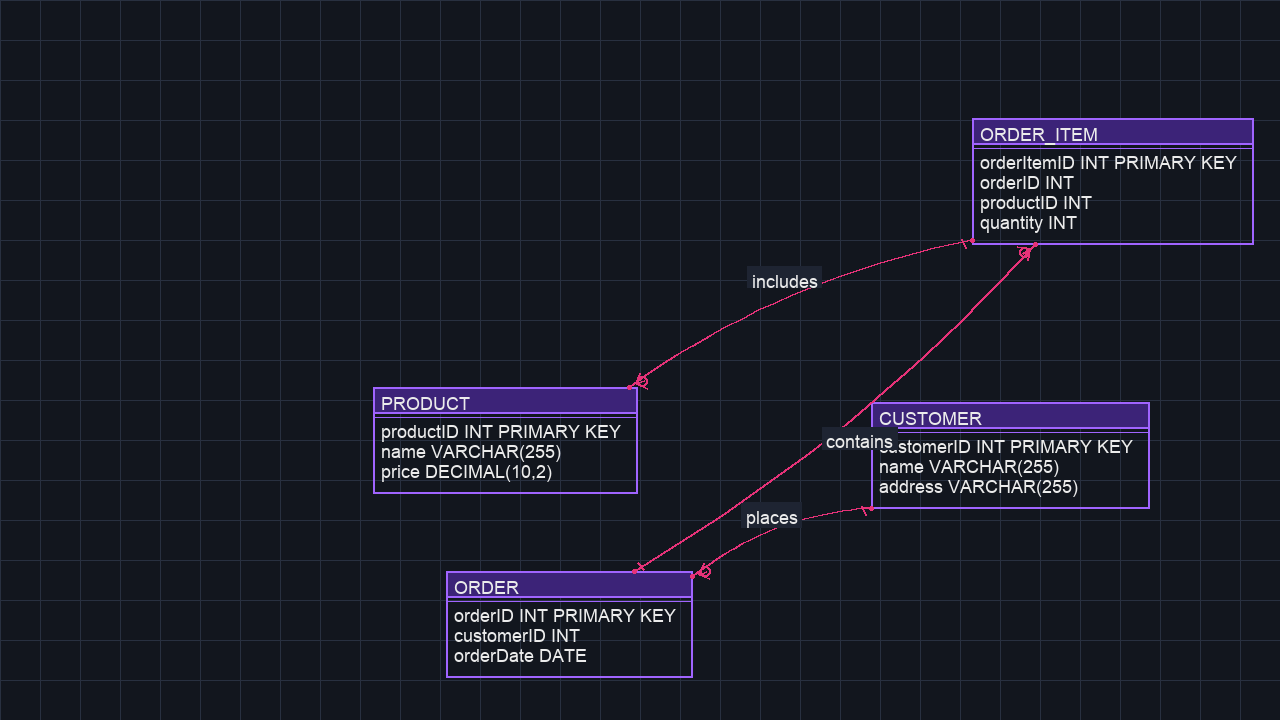 ORDER_ITEM
orderItemID INT PRIMARY KEY
orderID INT
productID INT
quantity INT
includes
PRODUCT
productID INT PRIMARY KEY
name VARCHAR(255)
price DECIMAL(10,2)
CUSTOMER
customerID INT PRIMARY KEY
name VARCHAR(255)
address VARCHAR(255)
contains
places
ORDER
orderID INT PRIMARY KEY
customerID INT
orderDate DATE